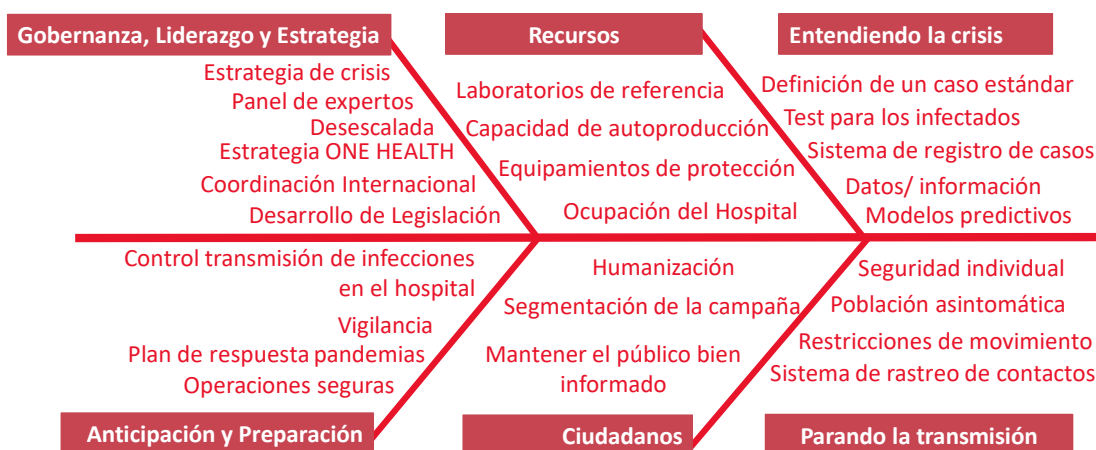 Gobernanza, Liderazgo y Estrategia
Estrategia de crisis
Panel de expertos
Desescalada
Estrategia ONE HEALTH
Coordinación Internacional
Desarrollo de Legislación
Recursos
Laboratorios de referencia
Capacidad de autoproducción
Equipamientos de protección
Ocupación del Hospital
Entendiendo la crisis
Definición de un caso estándar
Test para los infectados
Sistema de registro de casos
Datos/ información
Modelos predictivos
Control transmisión de infecciones
en el hospital
Vigilancia
Plan de respuesta pandemias
Operaciones seguras
Anticipación y Preparación
Humanización
Segmentación de la campaña
Mantener el público bien
informado
Ciudadanos
Seguridad individual
Población asintomática
Restricciones de movimiento
Sistema de rastreo de contactos
Parando la transmisión